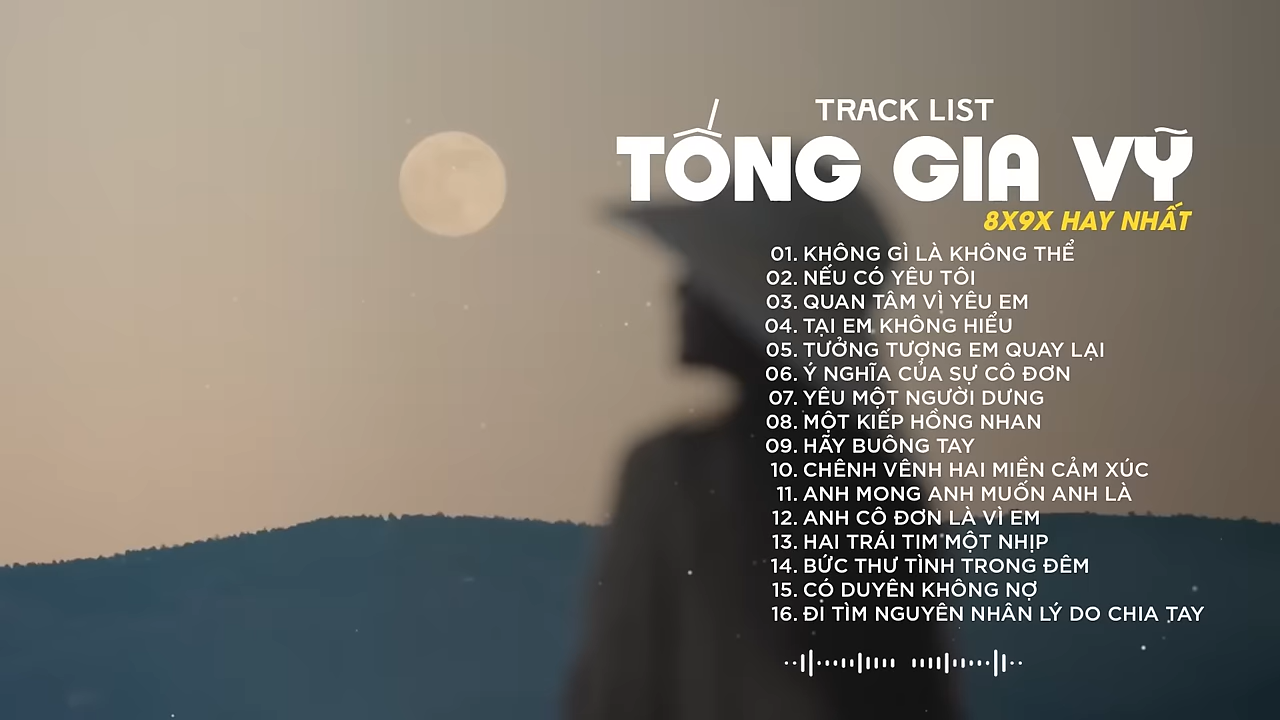 TRACK LIST
TỐNG GIA VỸ
8X9X HAY NHẤT
01. KHÔNG GÌ LÀ KHÔNG THỂ
02. NẾU CÓ YÊU TÔI
03. QUAN TÂM VÌ YÊU EM
04. TẠI EM KHÔNG HIỂU
05. TƯỞNG TƯỢNG EM QUAY LẠI
06. Ý NGHĨA CỦA SỰ CÔ ĐƠN
07. YÊU MỘT NGƯỜI DƯNG
08. MỘT KIẾP HỒNG NHAN
09. HÃY BUÔNG TAY
10. CHÊNH VÊNH HAI MIỀN CẢM XÚC
11. ANH MONG ANH MUỐN ANH LÀ
12. ANH CÔ ĐƠN LÀ VÌ EM
13. HAI TRÁI TIM MỘT NHỊP
14. BỨC THƯ TÌNH TRONG ĐÊM
15. CÓ DUYÊN KHÔNG NỢ
16. ĐI TÌM NGUYÊN NHÂN LÝ DO CHIA TAY